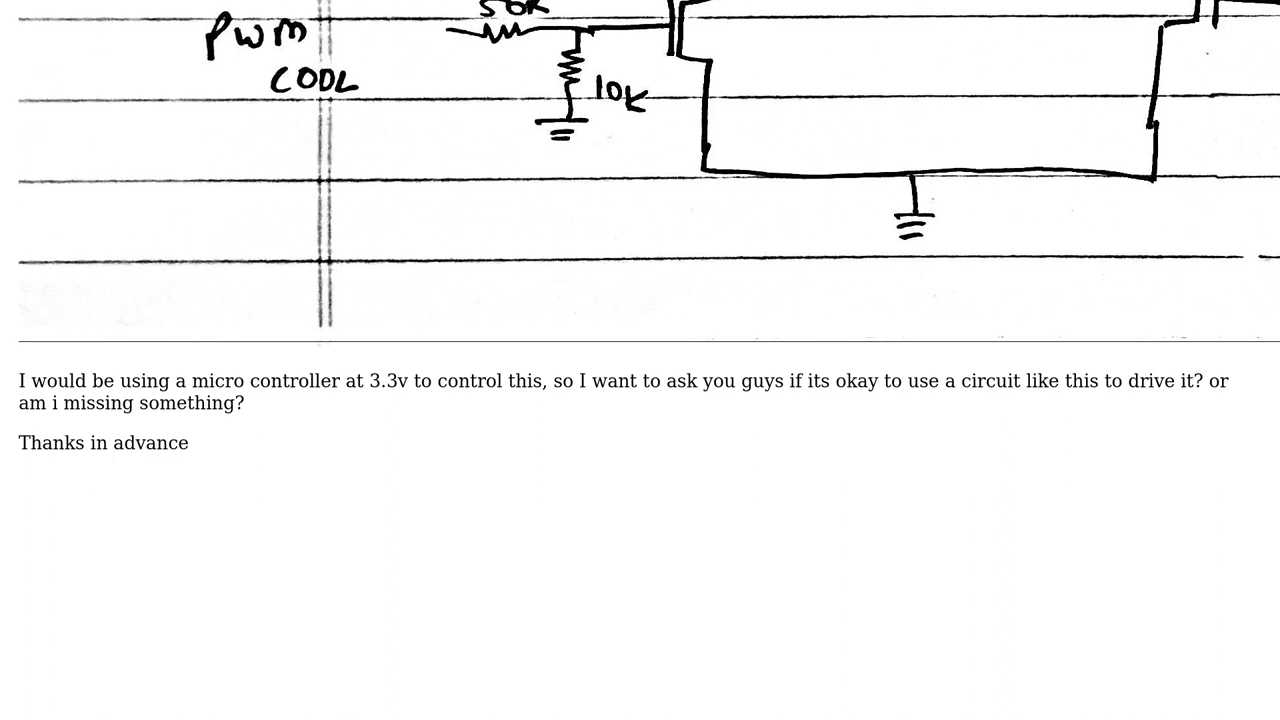 PWM
COOL
10K
I would be using a micro controller at 3.3v to control this, so I want to ask you guys if its okay to use a circuit like this to drive it? or
am i missing something?
Thanks in advance